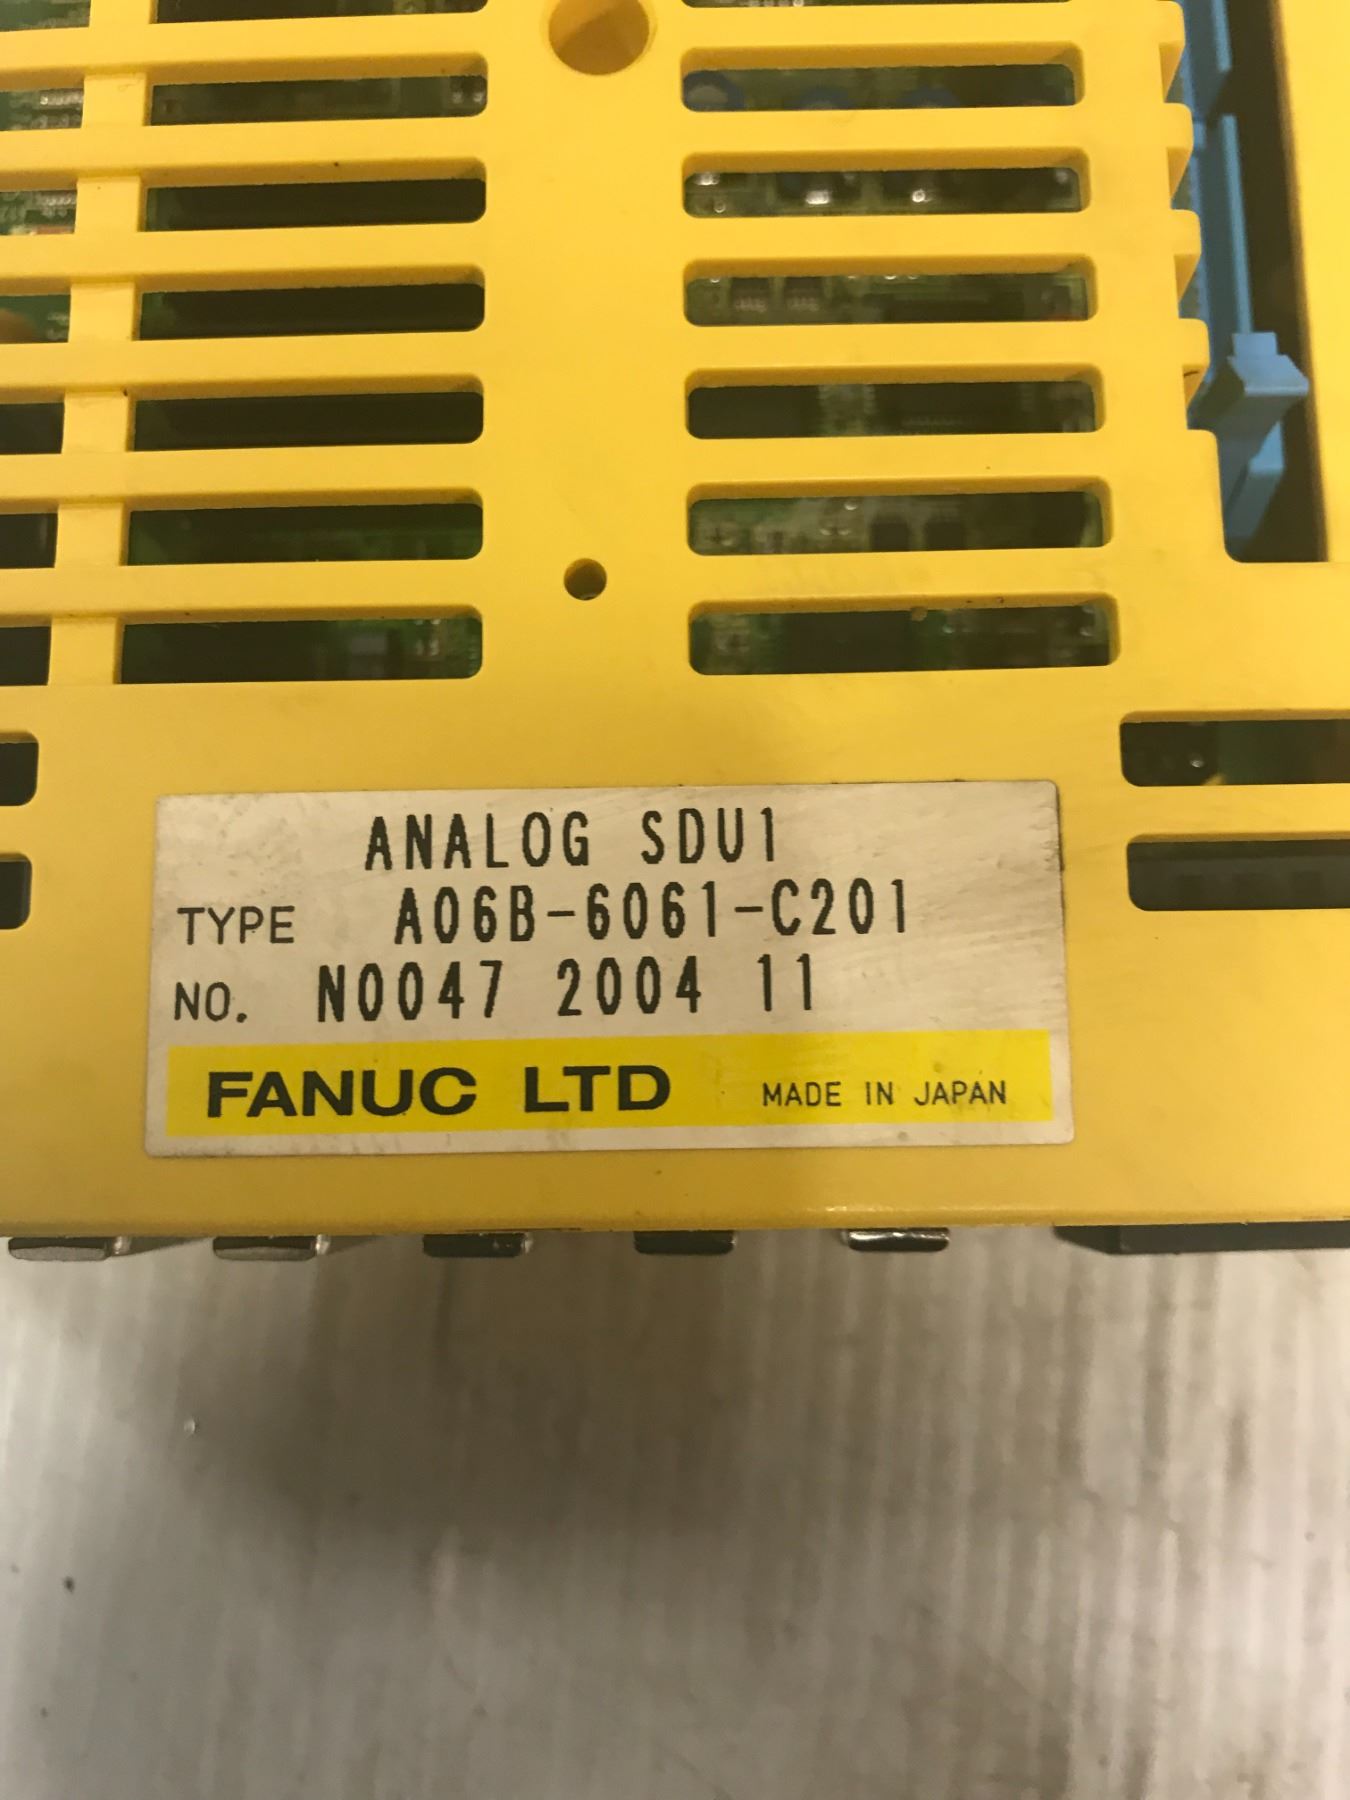 ANALOG SDU1
TYPE A06B-6061-C201
NO. N0047 2004 11
FANUC LTD MADE IN JAPAN